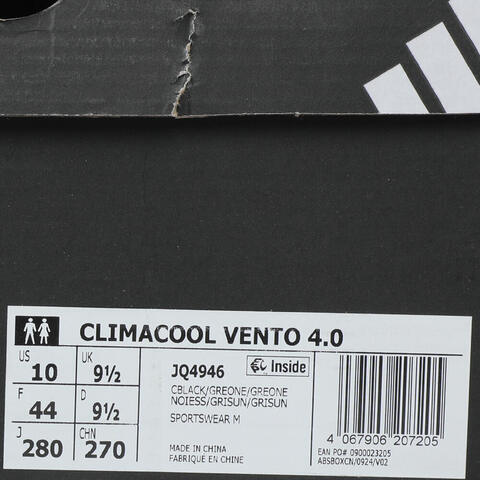 CLIMACOOL VENTO 4.0
US 10 UK 9½
F 44 D 9½
J 280 CHN 270
JQ4946 Inside
CBLACK/GREONE/GREONE
NOIESS/GRISUN/GRISUN
SPORTSWEAR M
MADE IN CHINA
FABRIQUÉ EN CHINE
4 067906 207205
EAN PO# 0900023205
ABSBOXCN/0924/V02